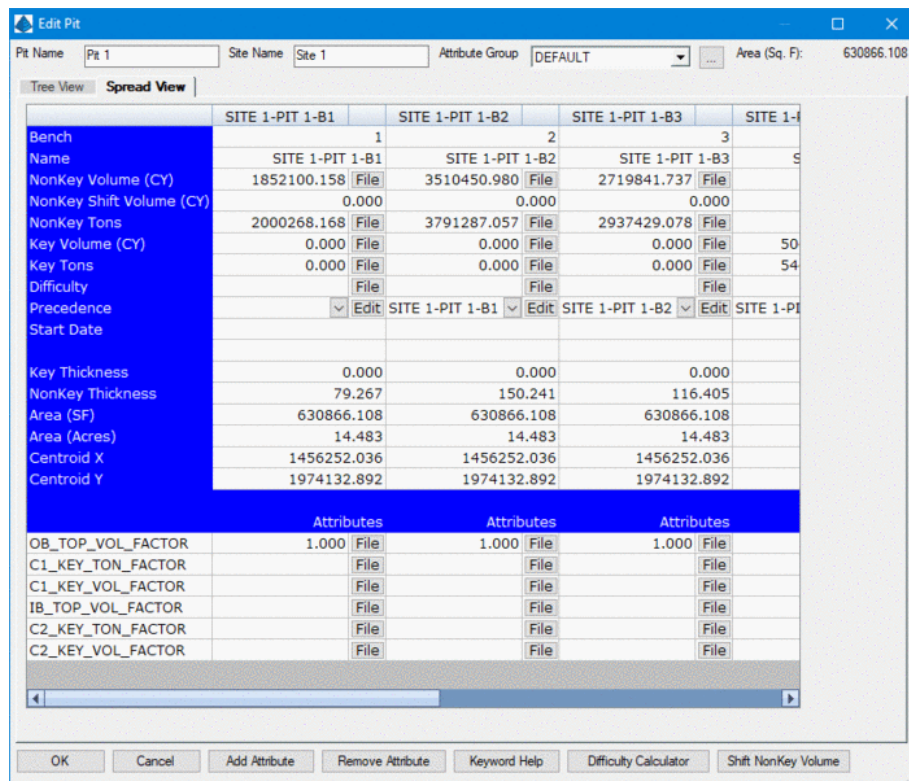 Edit Pit
Pit Name Pit 1 Site Name Site 1 Attribute Group DEFAULT ... Area (Sq. F): 630866.108
Tree View Spread View
SITE 1-PIT 1-B1 SITE 1-PIT 1-B2 SITE 1-PIT 1-B3 SITE 1-
Bench 1 2 3
Name SITE 1-PIT 1-B1 SITE 1-PIT 1-B2 SITE 1-PIT 1-B3 S
NonKey Volume (CY) 1852100.158 File 3510450.980 File 2719841.737 File
NonKey Shift Volume (CY) 0.000 0.000 0.000
NonKey Tons 2000268.168 File 3791287.057 File 2937429.078 File
Key Volume (CY) 0.000 File 0.000 File 0.000 File 50
Key Tons 0.000 File 0.000 File 0.000 File 54
Difficulty File File File
Precedence Edit SITE 1-PIT 1-B1 Edit SITE 1-PIT 1-B2 Edit SITE 1-PI
Start Date
Key Thickness 0.000 0.000 0.000
NonKey Thickness 79.267 150.241 116.405
Area (SF) 630866.108 630866.108 630866.108
Area (Acres) 14.483 14.483 14.483
Centroid X 1456252.036 1456252.036 1456252.036
Centroid Y 1974132.892 1974132.892 1974132.892
Attributes Attributes Attributes
OB_TOP_VOL_FACTOR 1.000 File 1.000 File 1.000 File
C1_KEY_TON_FACTOR File File File
C1_KEY_VOL_FACTOR File File File
IB_TOP_VOL_FACTOR File File File
C2_KEY_TON_FACTOR File File File
C2_KEY_VOL_FACTOR File File File
OK Cancel Add Attribute Remove Attribute Keyword Help Difficulty Calculator Shift NonKey Volume